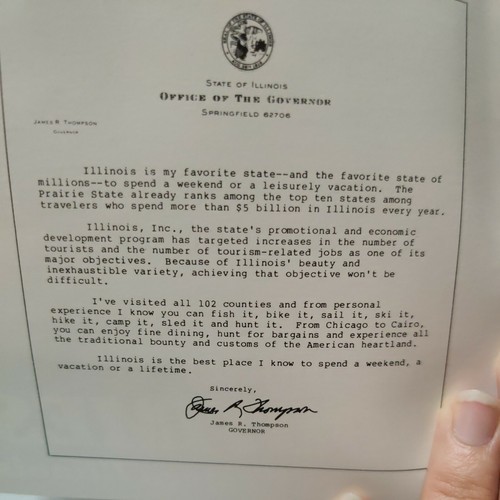 STATE OF ILLINOIS
OFFICE OF THE GOVERNOR
SPRINGFIELD 62706
JAMES R. THOMPSON
GOVERNOR
Illinois is my favorite state--and the favorite state of
millions--to spend a weekend or a leisurely vacation. The
Prairie State already ranks among the top ten states among
travelers who spend more than $5 billion in Illinois every year.
Illinois, Inc., the state's promotional and economic
development program has targeted increases in the number of
tourists and the number of tourism-related jobs as one of its
major objectives. Because of Illinois' beauty and
inexhaustible variety, achieving that objective won't be
difficult.
I've visited all 102 counties and from personal
experience I know you can fish it, bike it, sail it, ski it,
hike it, camp it, sled it and hunt it. From Chicago to Cairo,
you can enjoy fine dining, hunt for bargains and experience all
the traditional bounty and customs of the American heartland.
Illinois is the best place I know to spend a weekend, a
vacation or a lifetime.
Sincerely,
James R. Thompson
James R. Thompson
GOVERNOR